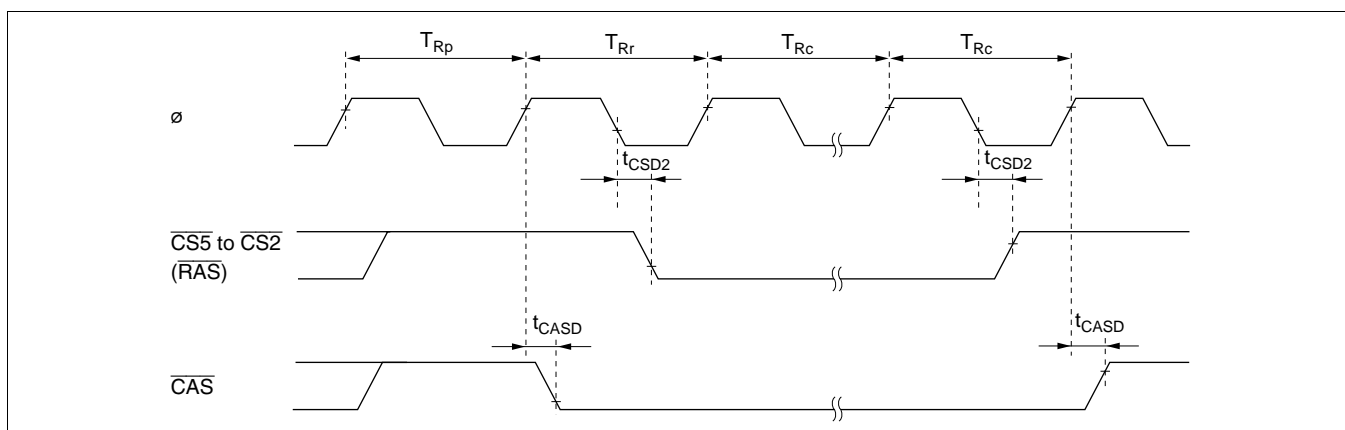 TRp TRr TRc TRc
ø
tCSD2 tCSD2
CS5 to CS2
(RAS)
tCASD tCASD
CAS